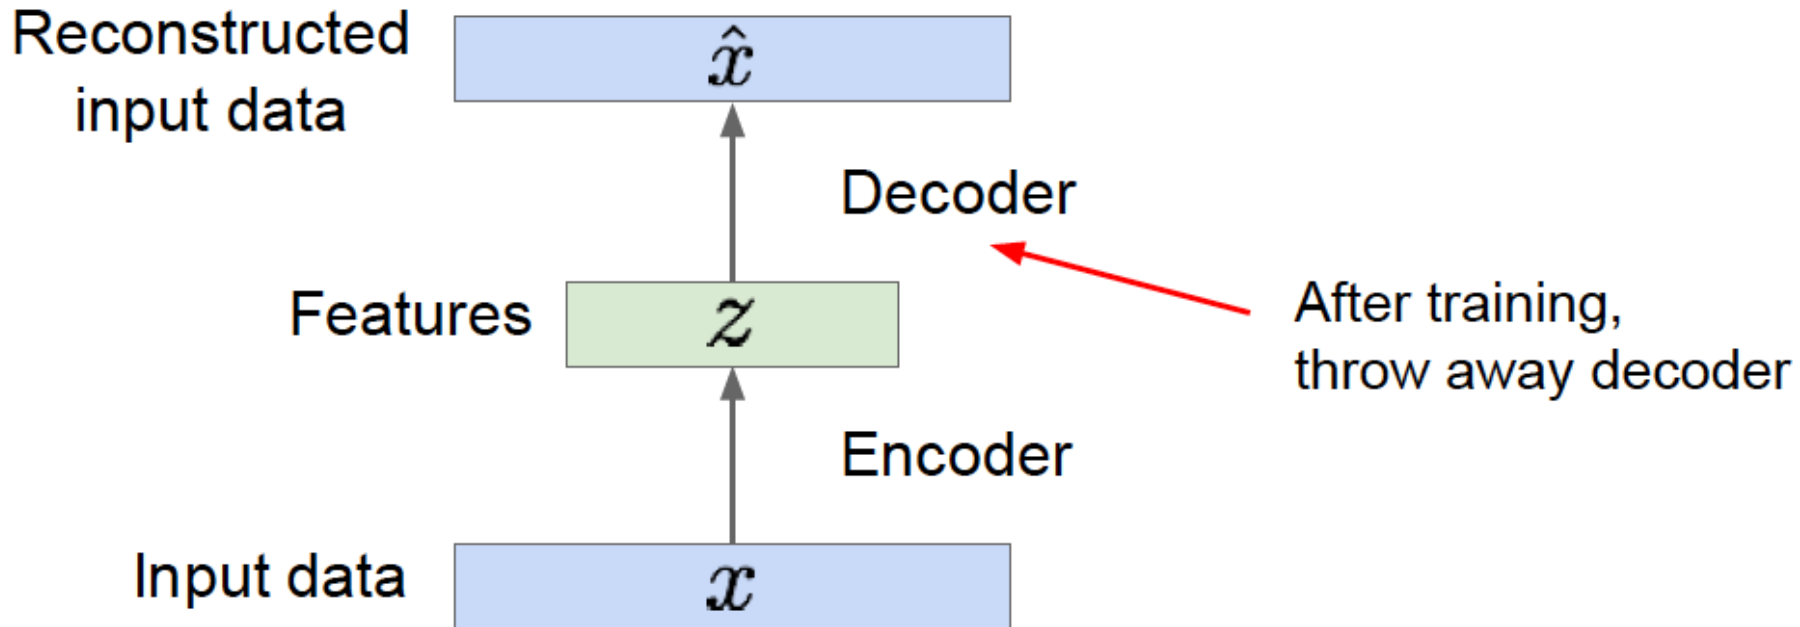 Reconstructed
input data
x̂
Decoder
Features
z
After training,
throw away decoder
Encoder
Input data
x